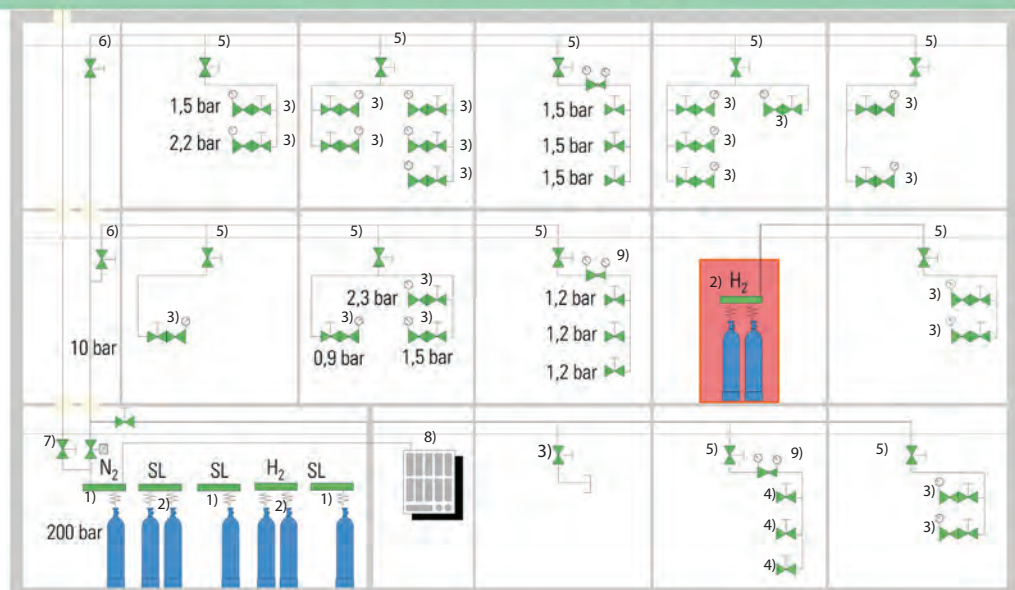 6) 5) 5) 5) 5) 5)
1,5 bar 3) 3) 3) 1,5 bar 3) 3) 3)
2,2 bar 3) 3) 3) 1,5 bar 3)
3) 1,5 bar 3) 3)
6) 5) 5) 5) 9) 5)
2) H₂
2,3 bar 3) 1,2 bar 3)
3) 3) 3) 1,2 bar 3)
10 bar 0,9 bar 1,5 bar
1,2 bar
7) 8) 3) 5) 9) 5)
N₂ SL SL H₂ SL
1) 2) 1) 2) 1) 4) 3)
200 bar 4) 3)
4)